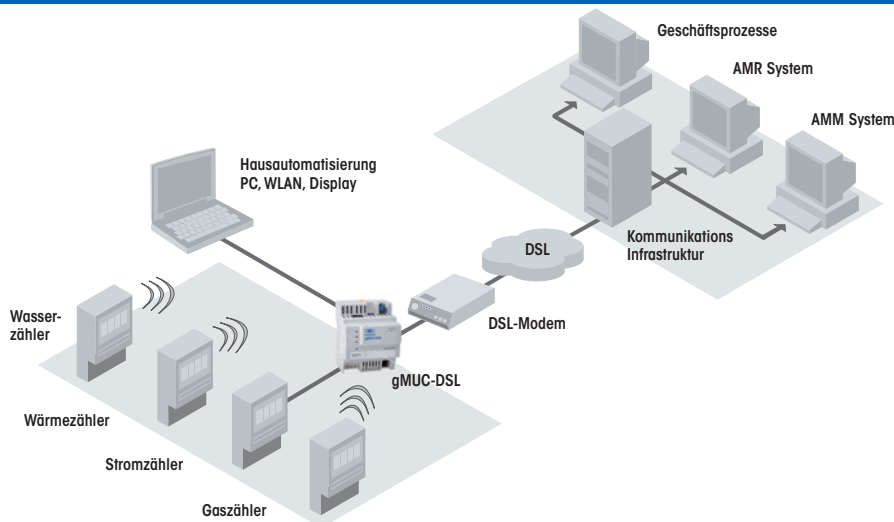 Geschäftsprozesse
AMR System
AMM System
Hausautomatisierung
PC, WLAN, Display
Kommunikations
Infrastruktur
DSL
DSL-Modem
gMUC-DSL
Wasser-
zähler
Wärmezähler
Stromzähler
Gaszähler